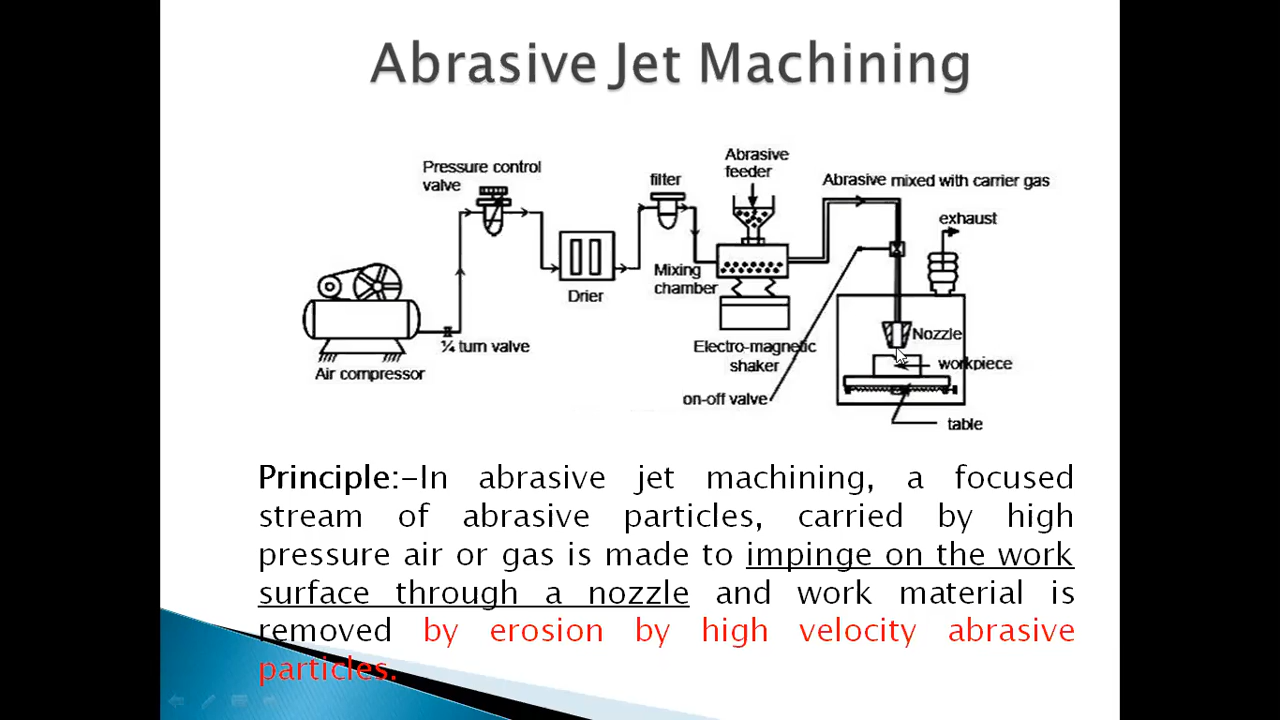 Abrasive Jet Machining
Pressure control
valve
filter
Abrasive
feeder
Abrasive mixed with carrier gas
exhaust
Drier
Mixing
chamber
Nozzle
¼ turn valve
Electro-magnetic
shaker
workpiece
Air compressor
on-off valve
table
Principle:-In abrasive jet machining, a focused
stream of abrasive particles, carried by high
pressure air or gas is made to impinge on the work
surface through a nozzle and work material is
removed by erosion by high velocity abrasive
particles.